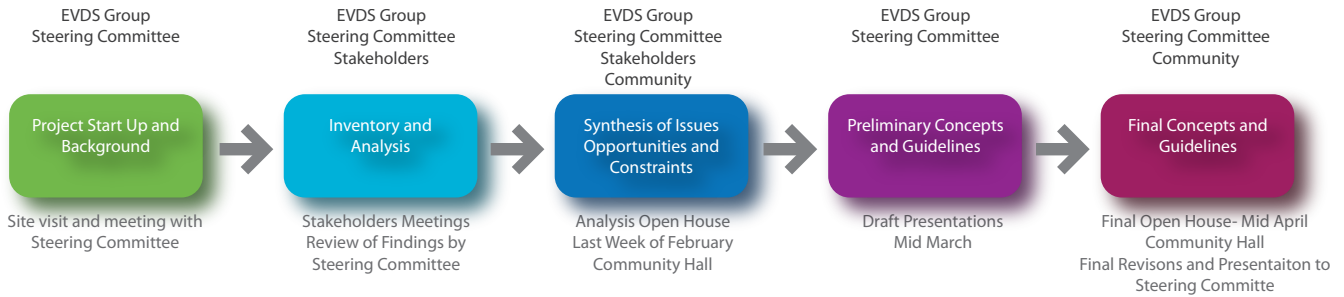 EVDS Group
Steering Committee
EVDS Group
Steering Committee
Stakeholders
EVDS Group
Steering Committee
Stakeholders
Community
EVDS Group
Steering Committee
EVDS Group
Steering Committee
Community
Project Start Up and
Background
Inventory and
Analysis
Synthesis of Issues
Opportunities and
Constraints
Preliminary Concepts
and Guidelines
Final Concepts and
Guidelines
Site visit and meeting with
Steering Committee
Stakeholders Meetings
Review of Findings by
Steering Committee
Analysis Open House
Last Week of February
Community Hall
Draft Presentations
Mid March
Final Open House- Mid April
Community Hall
Final Revisons and Presentaiton to
Steering Committe